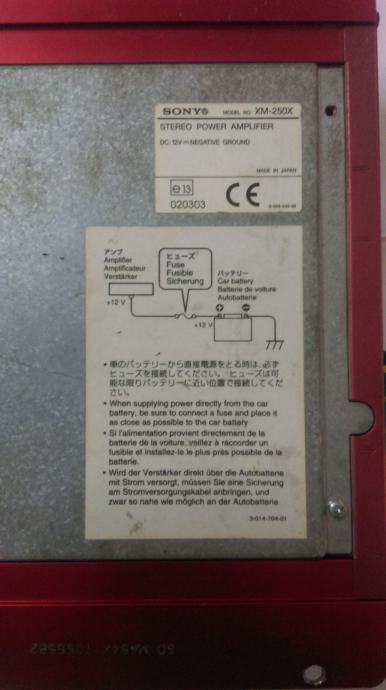 SONY® MODEL NO. XM-250X
STEREO POWER AMPLIFIER
DC: 12V⎓NEGATIVE GROUND
MADE IN JAPAN
e13
020303 CE
アンプ
Amplifier
Amplificateur
Verstärker
ヒューズ
Fuse
Fusible
Sicherung
バッテリー
Car battery
Batterie de voiture
Autobatterie
+12 V
+12 V
⊕ ⊖
• 車のバッテリーから直接電源をとる時は、必ず
ヒューズを接続してください。 ヒューズは可
能な限りバッテリーに近い位置で接続してくだ
さい。
• When supplying power directly from the car
battery, be sure to connect a fuse and place it
as close as possible to the car battery
• Si l'alimentation provient directement de la
batterie de la voiture, veillez à raccorder un
fusible et installez-le le plus près possible de la
batterie.
• Wird der Verstärker direkt über die Autobatterie
mit Strom versorgt, müssen Sie eine Sicherung
am Stromversorgungskabel anbringen, und
zwar so nahe wie möglich an der Autobatterie.
3-014-704-01